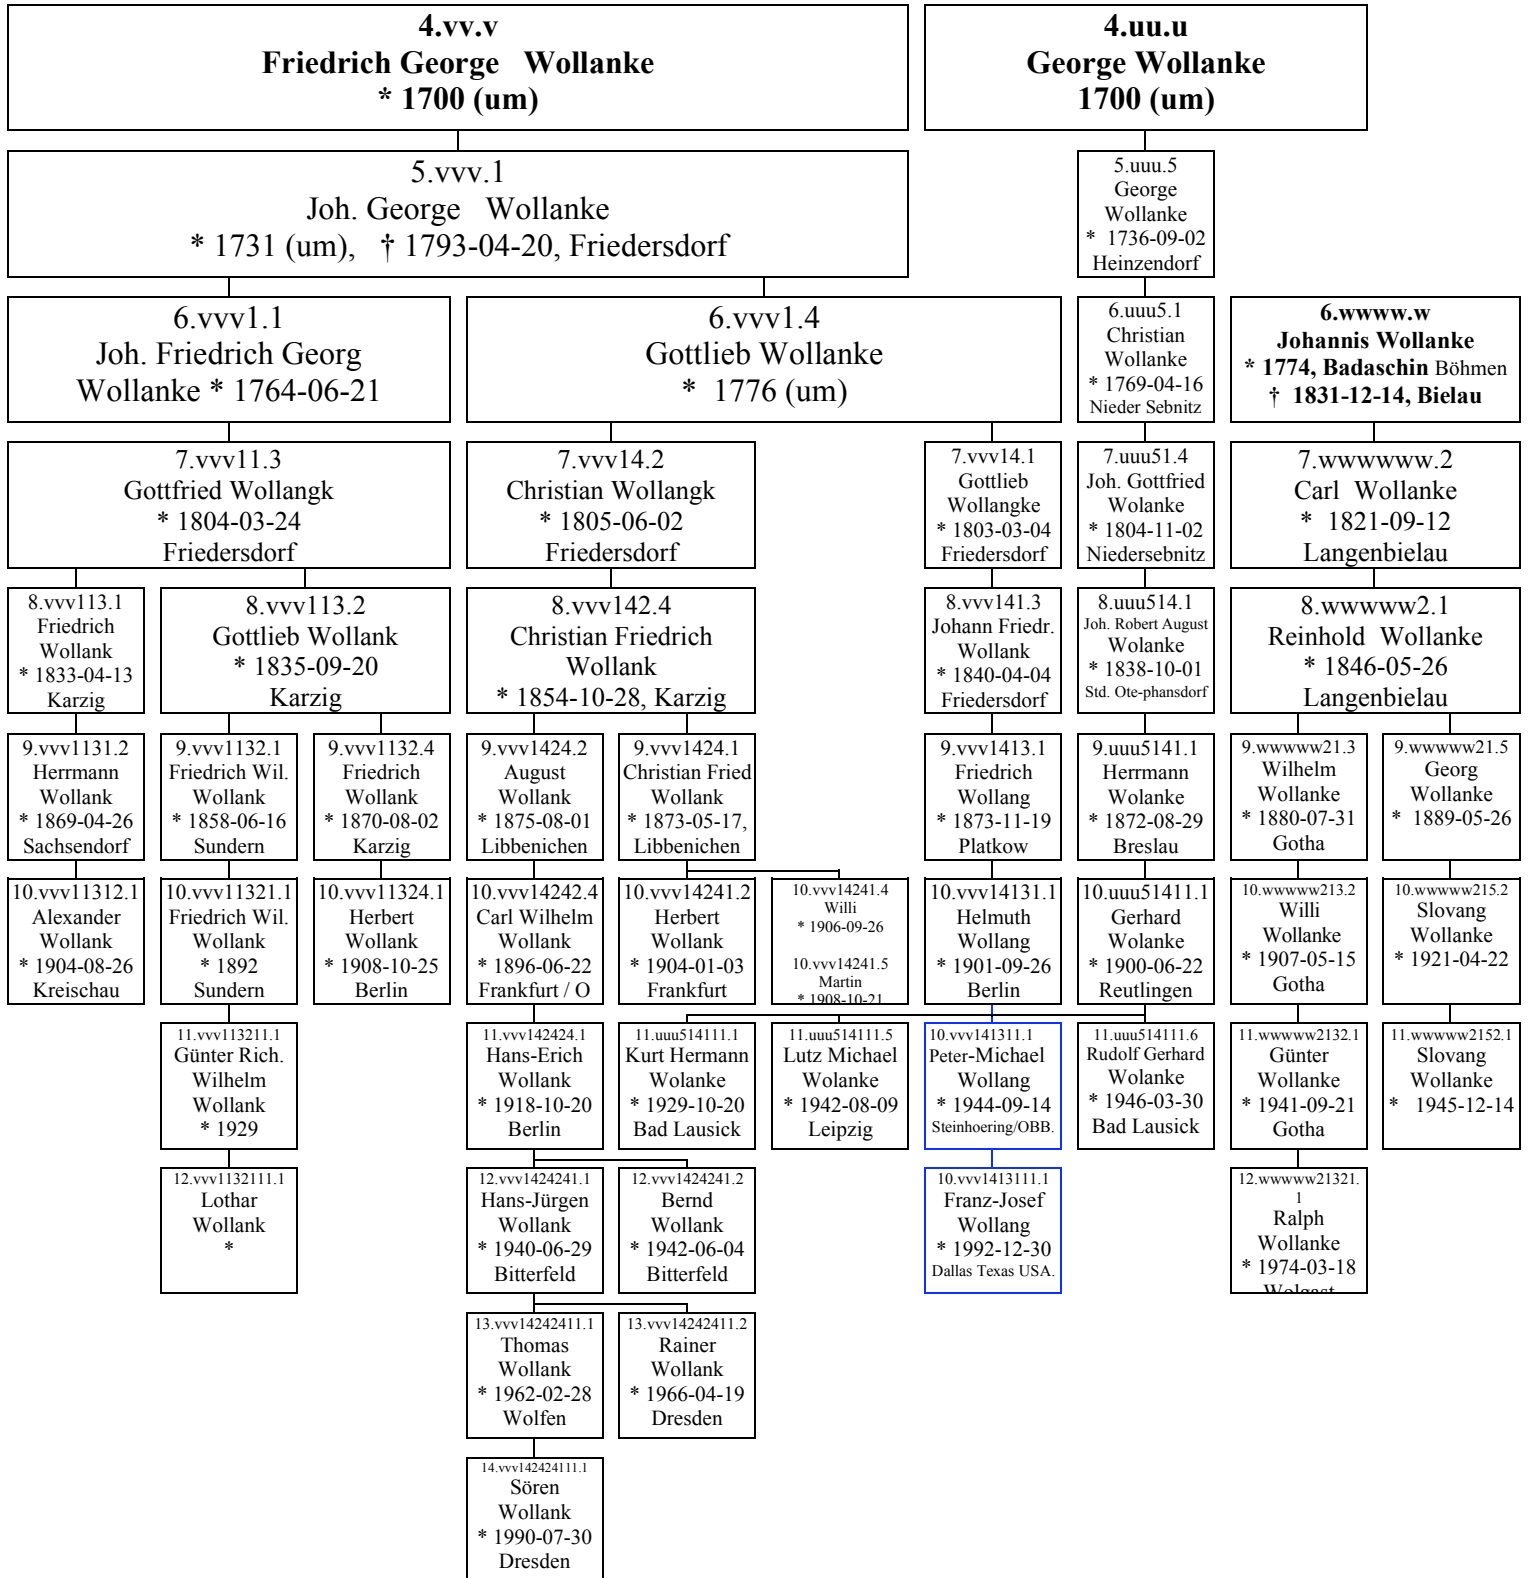 4.vv.v
Friedrich George Wollanke
* 1700 (um)
4.uu.u
George Wollanke
1700 (um)
5.vvv.1
Joh. George Wollanke
* 1731 (um), † 1793-04-20, Friedersdorf
5.uuu.5
George
Wollanke
* 1736-09-02
Heinzendorf
6.vvv1.1
Joh. Friedrich Georg
Wollanke * 1764-06-21
6.vvv1.4
Gottlieb Wollanke
* 1776 (um)
6.uuu5.1
Christian
Wollanke
* 1769-04-16
Nieder Sebnitz
6.wwww.w
Johannis Wollanke
* 1774, Badaschin Böhmen
† 1831-12-14, Bielau
7.vvv11.3
Gottfried Wollangk
* 1804-03-24
Friedersdorf
7.vvv14.2
Christian Wollangk
* 1805-06-02
Friedersdorf
7.vvv14.1
Gottlieb
Wollangke
* 1803-03-04
Friedersdorf
7.uuu51.4
Joh. Gottfried
Wolanke
* 1804-11-02
Niedersebnitz
7.wwwwww.2
Carl Wollanke
* 1821-09-12
Langenbielau
8.vvv113.1
Friedrich
Wollank
* 1833-04-13
Karzig
8.vvv113.2
Gottlieb Wollank
* 1835-09-20
Karzig
8.vvv142.4
Christian Friedrich
Wollank
* 1854-10-28, Karzig
8.vvv141.3
Johann Friedr.
Wollank
* 1840-04-04
Friedersdorf
8.uuu514.1
Joh. Robert August
Wolanke
* 1838-10-01
Std. Ote-phansdorf
8.wwwww2.1
Reinhold Wollanke
* 1846-05-26
Langenbielau
9.vvv1131.2
Herrmann
Wollank
* 1869-04-26
Sachsendorf
9.vvv1132.1
Friedrich Wil.
Wollank
* 1858-06-16
Sundern
9.vvv1132.4
Friedrich
Wollank
* 1870-08-02
Karzig
9.vvv1424.2
August
Wollank
* 1875-08-01
Libbenichen
9.vvv1424.1
Christian Fried
Wollank
* 1873-05-17,
Libbenichen
9.vvv1413.1
Friedrich
Wollang
* 1873-11-19
Platkow
9.uuu5141.1
Herrmann
Wolanke
* 1872-08-29
Breslau
9.wwwww21.3
Wilhelm
Wollanke
* 1880-07-31
Gotha
9.wwwww21.5
Georg
Wollanke
* 1889-05-26
10.vvv11312.1
Alexander
Wollank
* 1904-08-26
Kreischau
10.vvv11321.1
Friedrich Wil.
Wollank
* 1892
Sundern
10.vvv11324.1
Herbert
Wollank
* 1908-10-25
Berlin
10.vvv14242.4
Carl Wilhelm
Wollank
* 1896-06-22
Frankfurt / O
10.vvv14241.2
Herbert
Wollank
* 1904-01-03
Frankfurt
10.vvv14241.4
Willi
* 1906-09-26
10.vvv14241.5
Martin
* 1908-10-21
10.vvv14131.1
Helmuth
Wollang
* 1901-09-26
Berlin
10.uuu51411.1
Gerhard
Wolanke
* 1900-06-22
Reutlingen
10.wwwww213.2
Willi
Wollanke
* 1907-05-15
Gotha
10.wwwww215.2
Slovang
Wollanke
* 1921-04-22
11.vvv113211.1
Günter Rich.
Wilhelm
Wollank
* 1929
11.vvv142424.1
Hans-Erich
Wollank
* 1918-10-20
Berlin
11.uuu514111.1
Kurt Hermann
Wolanke
* 1929-10-20
Bad Lausick
11.uuu514111.5
Lutz Michael
Wolanke
* 1942-08-09
Leipzig
10.vvv141311.1
Peter-Michael
Wollang
* 1944-09-14
Steinhoering/OBB.
11.uuu514111.6
Rudolf Gerhard
Wolanke
* 1946-03-30
Bad Lausick
11.wwwww2132.1
Günter
Wollanke
* 1941-09-21
Gotha
11.wwwww2152.1
Slovang
Wollanke
* 1945-12-14
12.vvv1132111.1
Lothar
Wollank
*
12.vvv1424241.1
Hans-Jürgen
Wollank
* 1940-06-29
Bitterfeld
12.vvv1424241.2
Bernd
Wollank
* 1942-06-04
Bitterfeld
10.vvv1413111.1
Franz-Josef
Wollang
* 1992-12-30
Dallas Texas USA.
12.wwwww21321.
1
Ralph
Wollanke
* 1974-03-18
Wolgast
13.vvv14242411.1
Thomas
Wollank
* 1962-02-28
Wolfen
13.vvv14242411.2
Rainer
Wollank
* 1966-04-19
Dresden
14.vvv142424111.1
Sören
Wollank
* 1990-07-30
Dresden